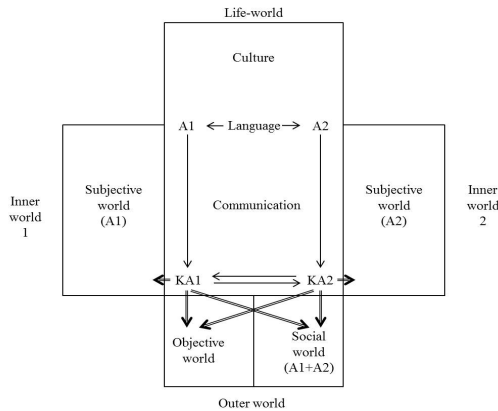 Life-world
Culture
A1 Language A2
Subjective
world
(A1)
Subjective
world
(A2)
Inner
world
1
Communication
Inner
world
2
KA1 KA2
Objective
world
Social
world
(A1+A2)
Outer world